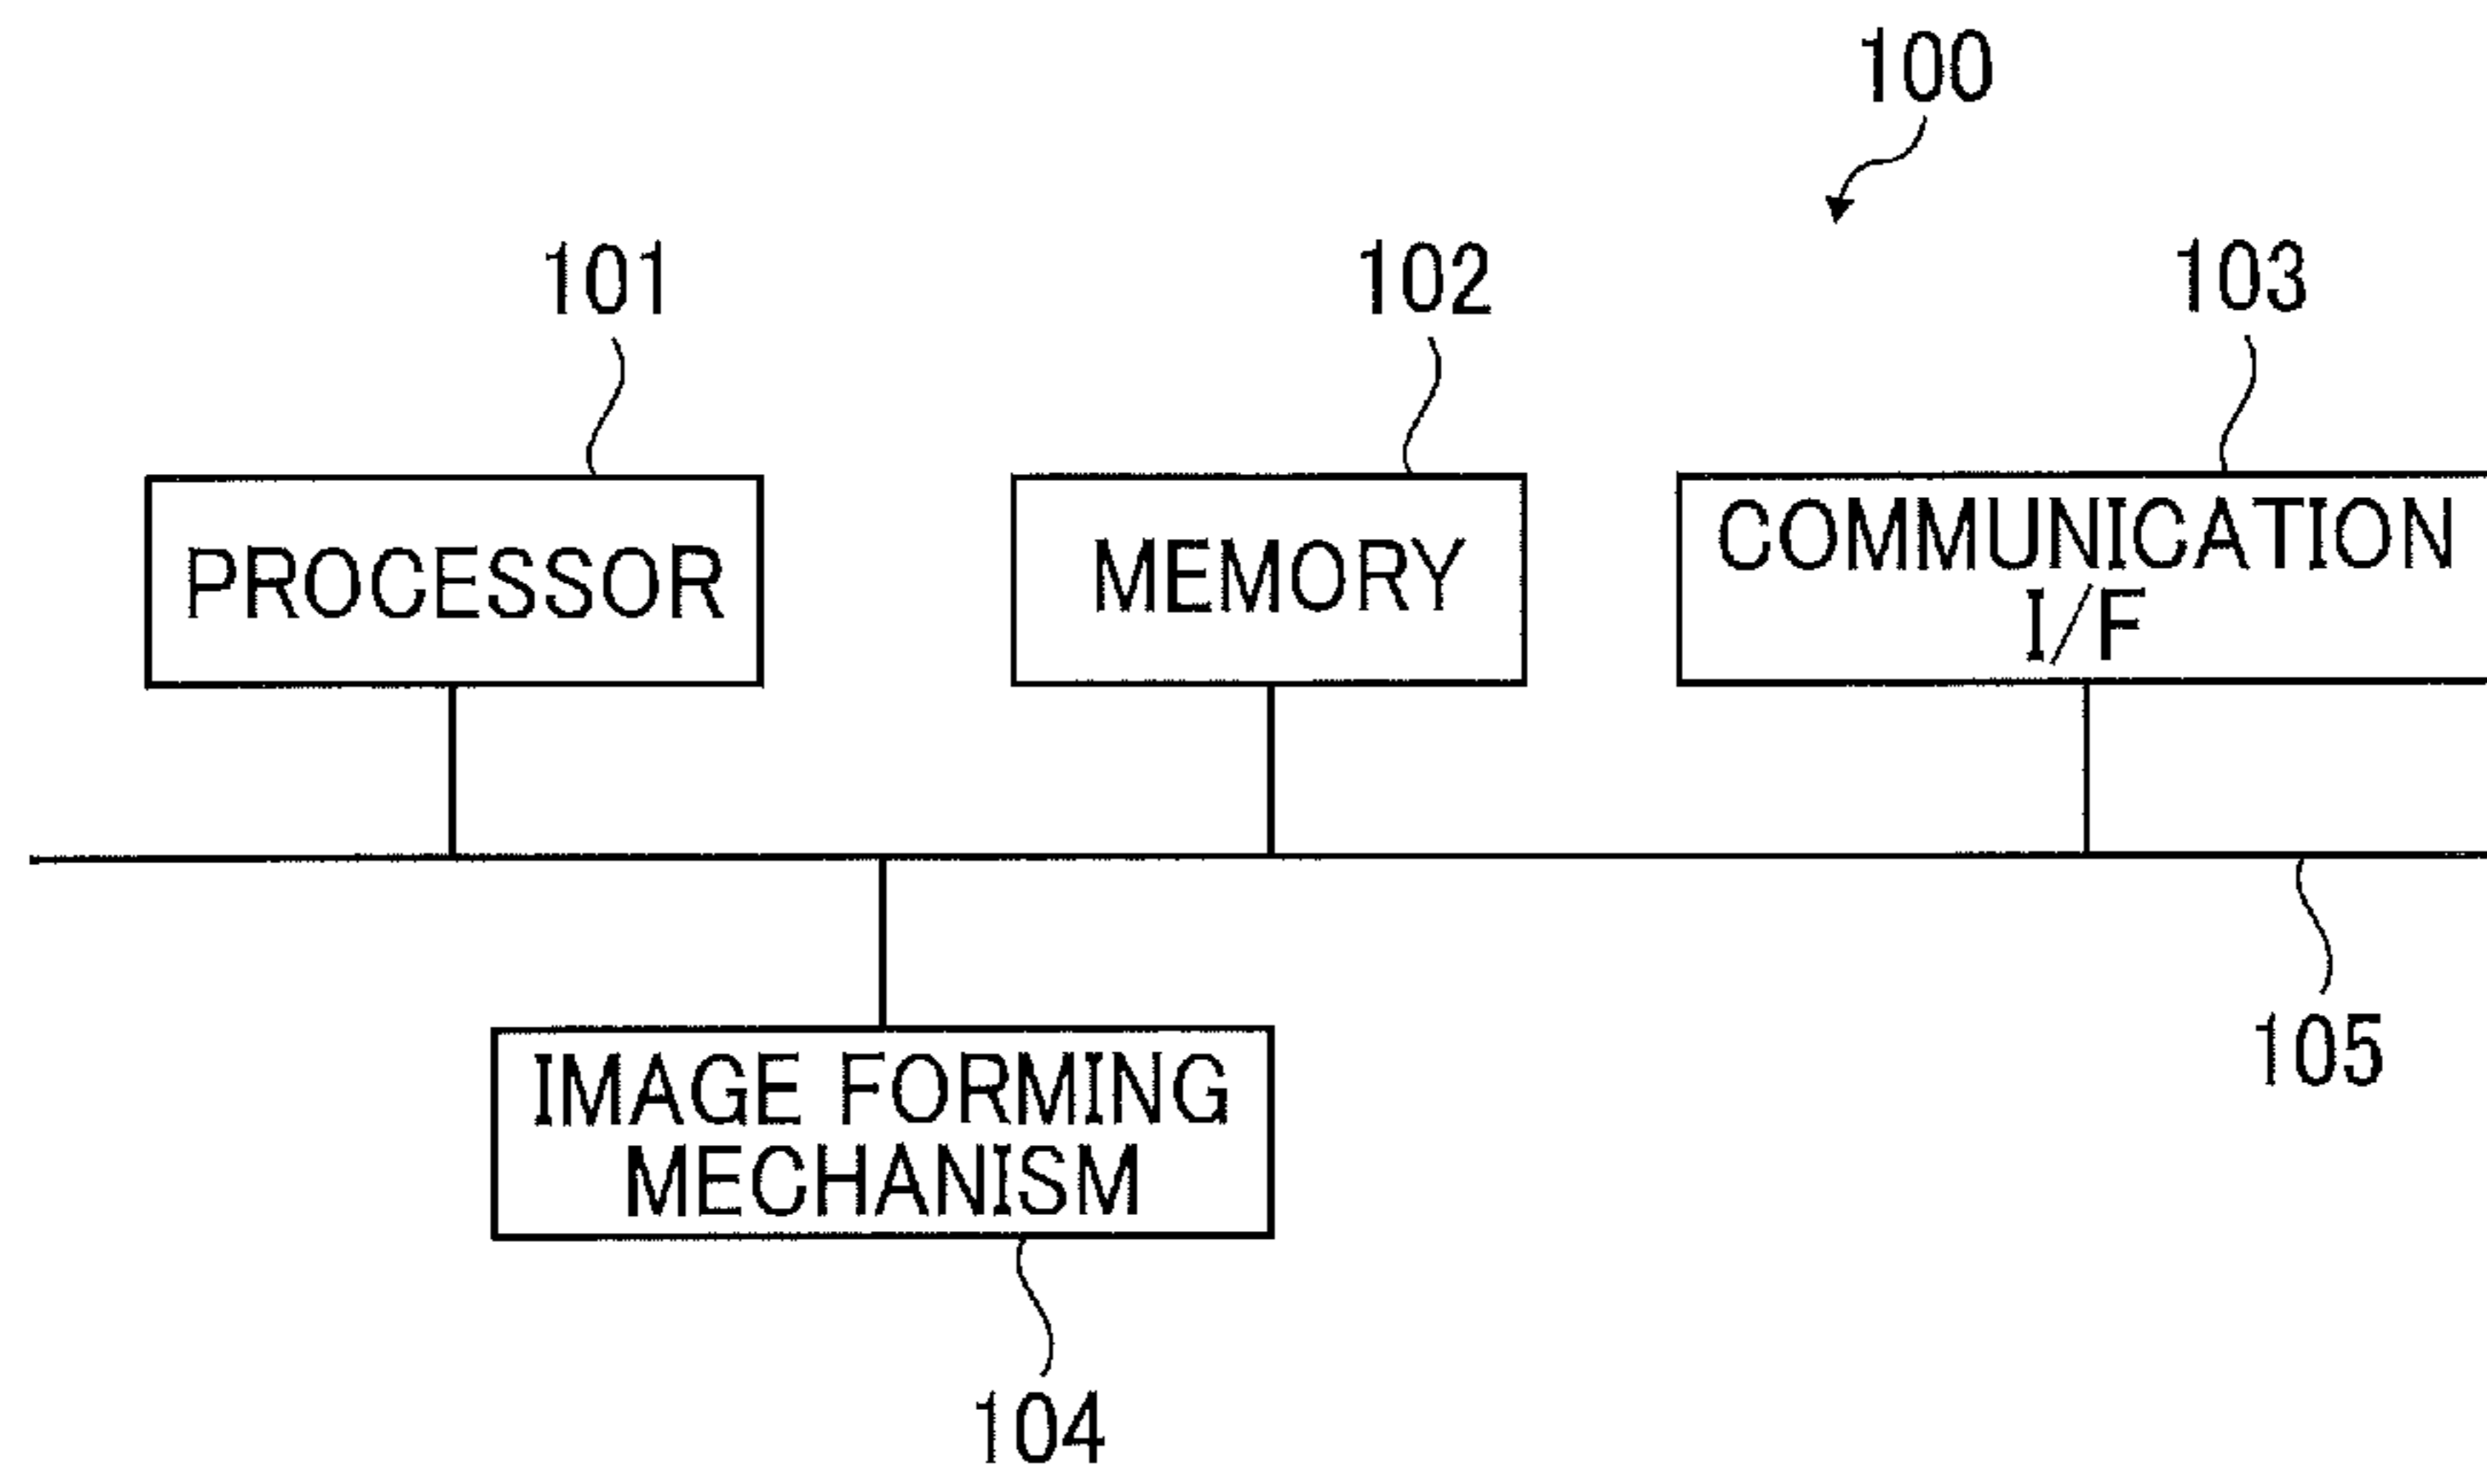 100
101
102
103
PROCESSOR
MEMORY
COMMUNICATION
I/F
105
IMAGE FORMING
MECHANISM
104